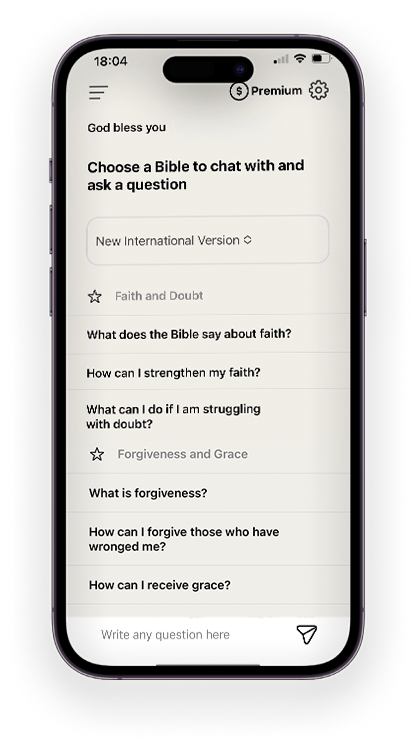 18:04
$ Premium
God bless you
Choose a Bible to chat with and
ask a question
New International Version
Faith and Doubt
What does the Bible say about faith?
How can I strengthen my faith?
What can I do if I am struggling
with doubt?
Forgiveness and Grace
What is forgiveness?
How can I forgive those who have
wronged me?
How can I receive grace?
Write any question here